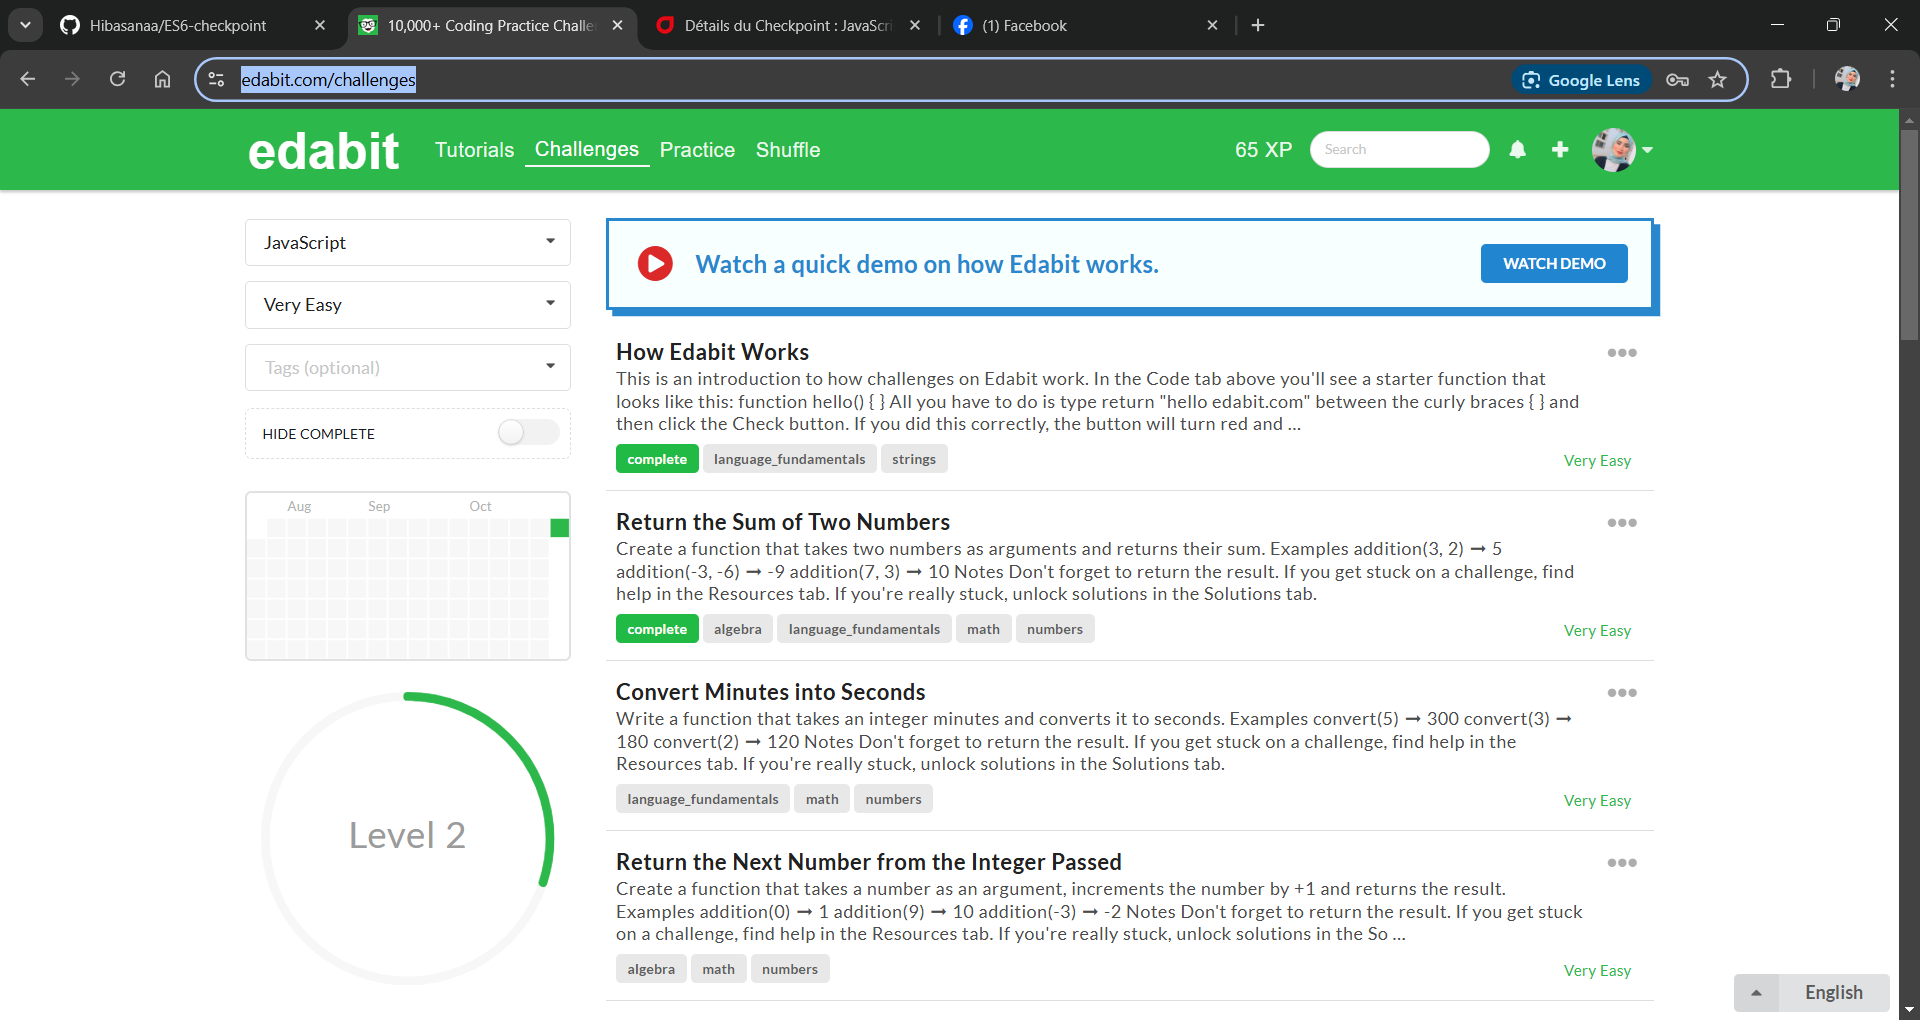 Hibasanaa/ES6-checkpoint
10,000+ Coding Practice Challe
Détails du Checkpoint : JavaScri
(1) Facebook
edabit.com/challenges
Google Lens
edabit
Tutorials
Challenges
Practice
Shuffle
65 XP
Search
JavaScript
Very Easy
Tags (optional)
HIDE COMPLETE
Aug
Sep
Oct
Level 2
Watch a quick demo on how Edabit works.
WATCH DEMO
How Edabit Works
This is an introduction to how challenges on Edabit work. In the Code tab above you'll see a starter function that
looks like this: function hello() { } All you have to do is type return "hello edabit.com" between the curly braces { } and
then click the Check button. If you did this correctly, the button will turn red and ...
complete
language_fundamentals
strings
Very Easy
Return the Sum of Two Numbers
Create a function that takes two numbers as arguments and returns their sum. Examples addition(3, 2) ➞ 5
addition(-3, -6) ➞ -9 addition(7, 3) ➞ 10 Notes Don't forget to return the result. If you get stuck on a challenge, find
help in the Resources tab. If you're really stuck, unlock solutions in the Solutions tab.
complete
algebra
language_fundamentals
math
numbers
Very Easy
Convert Minutes into Seconds
Write a function that takes an integer minutes and converts it to seconds. Examples convert(5) ➞ 300 convert(3) ➞
180 convert(2) ➞ 120 Notes Don't forget to return the result. If you get stuck on a challenge, find help in the
Resources tab. If you're really stuck, unlock solutions in the Solutions tab.
language_fundamentals
math
numbers
Very Easy
Return the Next Number from the Integer Passed
Create a function that takes a number as an argument, increments the number by +1 and returns the result.
Examples addition(0) ➞ 1 addition(9) ➞ 10 addition(-3) ➞ -2 Notes Don't forget to return the result. If you get stuck
on a challenge, find help in the Resources tab. If you're really stuck, unlock solutions in the So ...
algebra
math
numbers
Very Easy
English